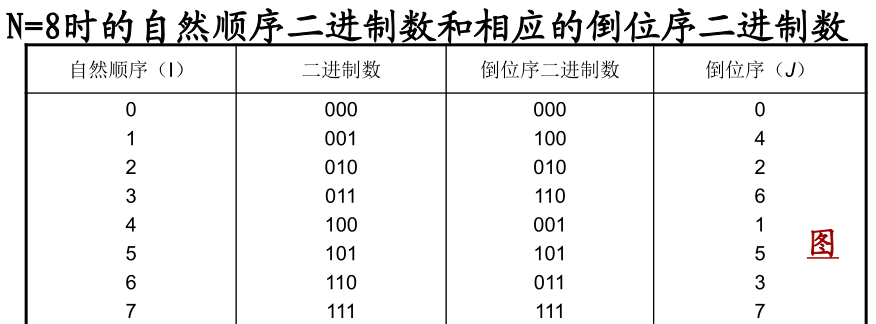 N=8时的自然顺序二进制数和相应的倒位序二进制数
自然顺序（I） 二进制数 倒位序二进制数 倒位序（J）
0 000 000 0
1 001 100 4
2 010 010 2
3 011 110 6
4 100 001 1
5 101 101 5
6 110 011 3
7 111 111 7
图